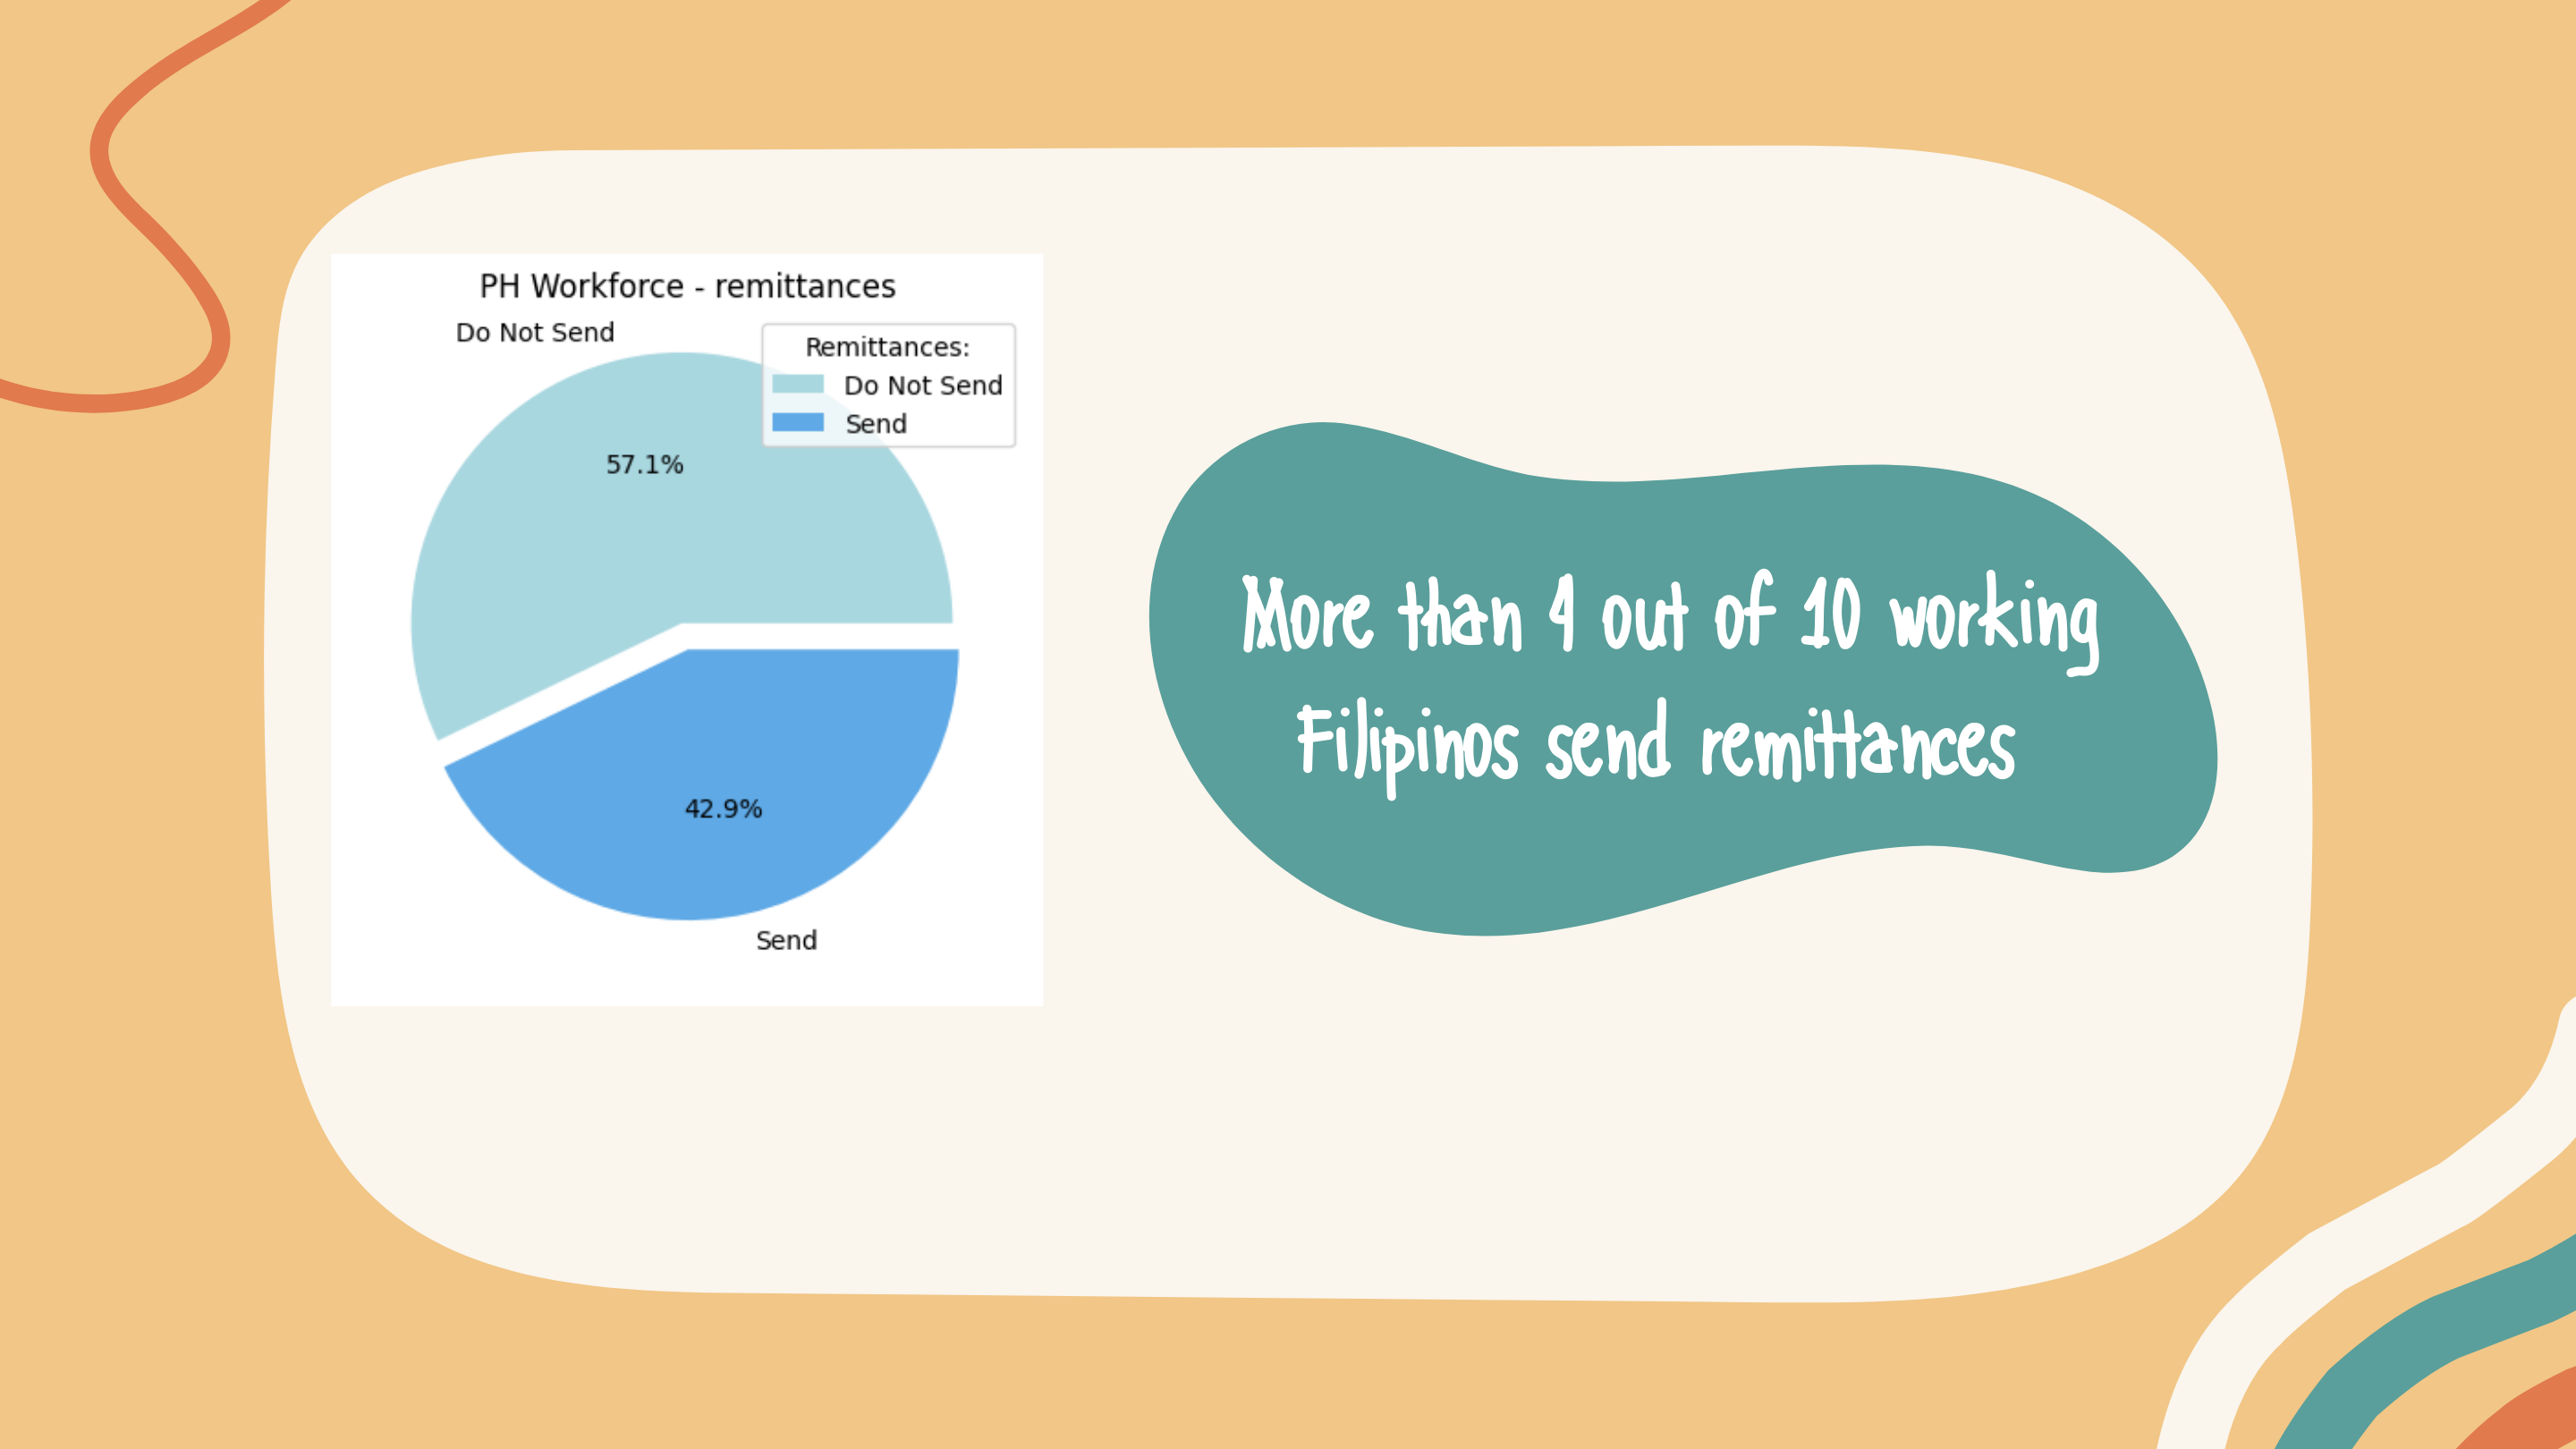 PH Workforce - remittances
Do Not Send
Remittances:
Do Not Send
Send
57.1%
42.9%
Send
More than 4 out of 10 working
Filipinos send remittances